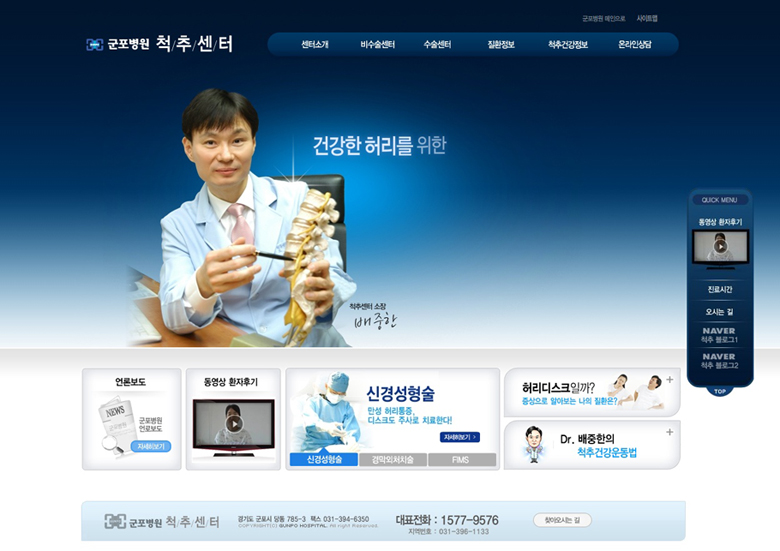 군포병원 메인으로 사이트맵
군포병원 척/추/센/터
센터소개 비수술센터 수술센터 질환정보 척추건강정보 온라인상담
건강한 허리를 위한
척추센터 소장
배중한
QUICK MENU
동영상 환자후기
진료시간
오시는 길
NAVER
척추 블로그1
NAVER
척추 블로그2
TOP
언론보도
NEWS
군포병원
언론보도
자세히보기
동영상 환자후기
신경성형술
만성 허리통증,
디스크도 주사로 치료한다!
자세히보기
신경성형술 경막외처치술 FIMS
허리디스크일까?
증상으로 알아보는 나의 질환은?
Dr. 배중한의
척추건강운동법
군포병원 척/추/센/터
경기도 군포시 당동 785-3 팩스 031-394-6350
COPYRIGHT(C) GUNPO HOSPITAL. All right Reserved.
대표전화 : 1577-9576
지역번호 : 031-396-1133
찾아오시는 길